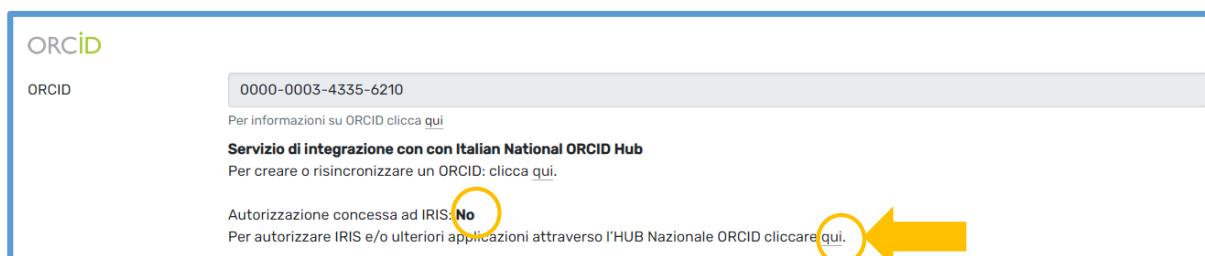 ORCiD
ORCID
0000-0003-4335-6210
Per informazioni su ORCID clicca qui
Servizio di integrazione con con Italian National ORCID Hub
Per creare o risincronizzare un ORCID: clicca qui.
Autorizzazione concessa ad IRIS: No
Per autorizzare IRIS e/o ulteriori applicazioni attraverso l'HUB Nazionale ORCID cliccare qui.